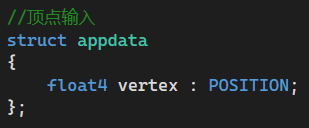 //顶点输入
struct appdata
{
    float4 vertex : POSITION;
};